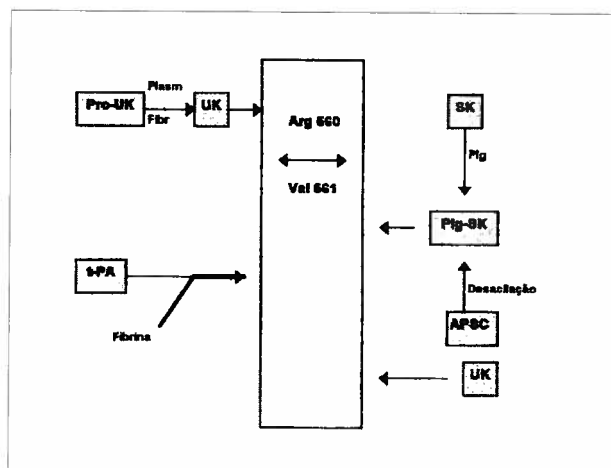 Plasm
Pro-UK
UK
Fibr
Arg 560
Val 561
SK
Plg
Plg-SK
t-PA
Fibrina
Desacilação
APSC
UK